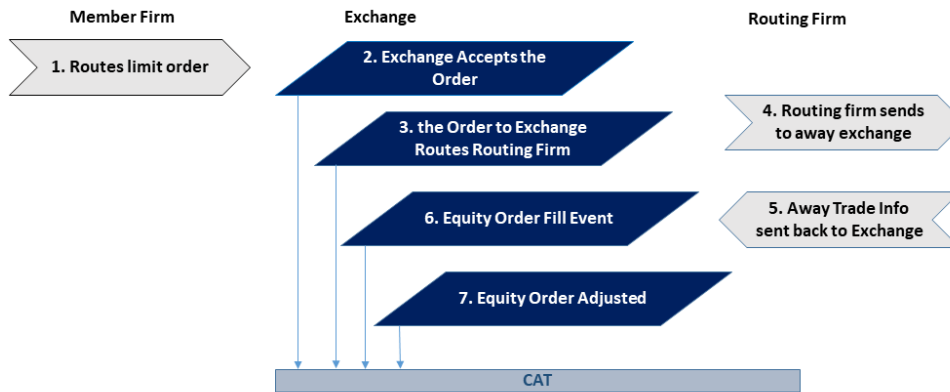 Member Firm
Exchange
Routing Firm
1. Routes limit order
2. Exchange Accepts the
Order
3. the Order to Exchange
Routes Routing Firm
4. Routing firm sends
to away exchange
6. Equity Order Fill Event
5. Away Trade Info
sent back to Exchange
7. Equity Order Adjusted
CAT